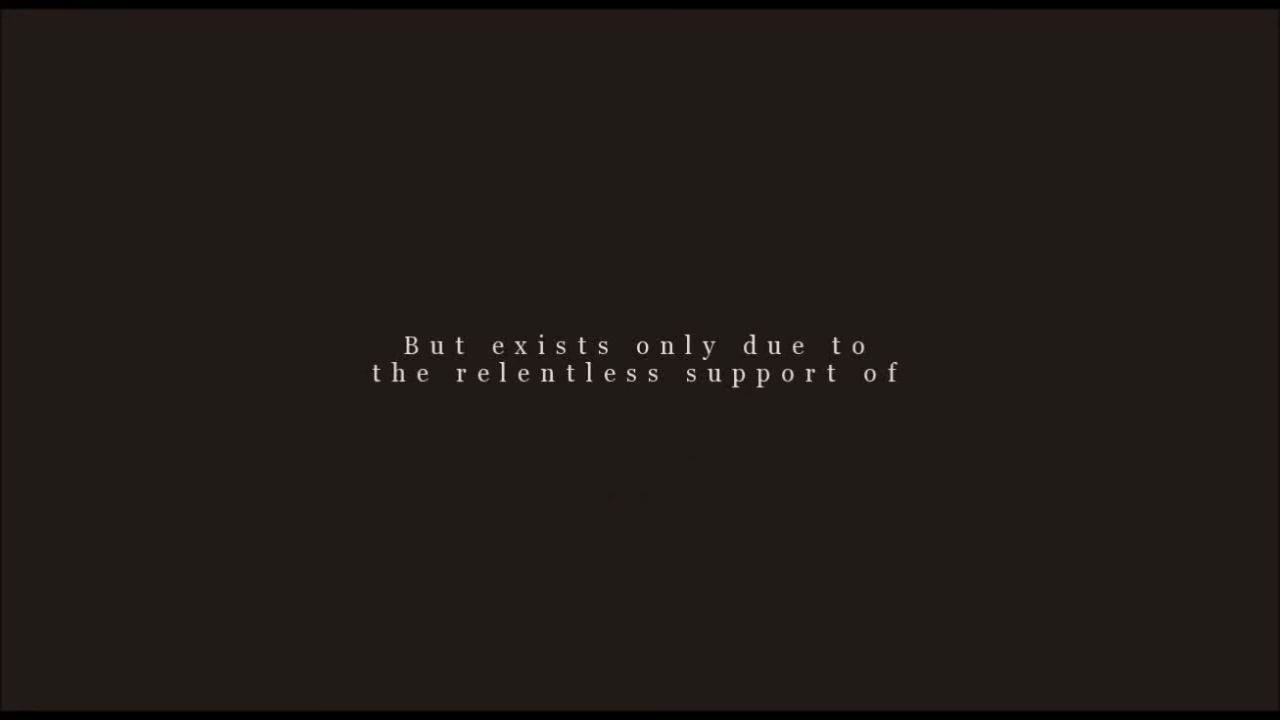 But exists only due to
the relentless support of